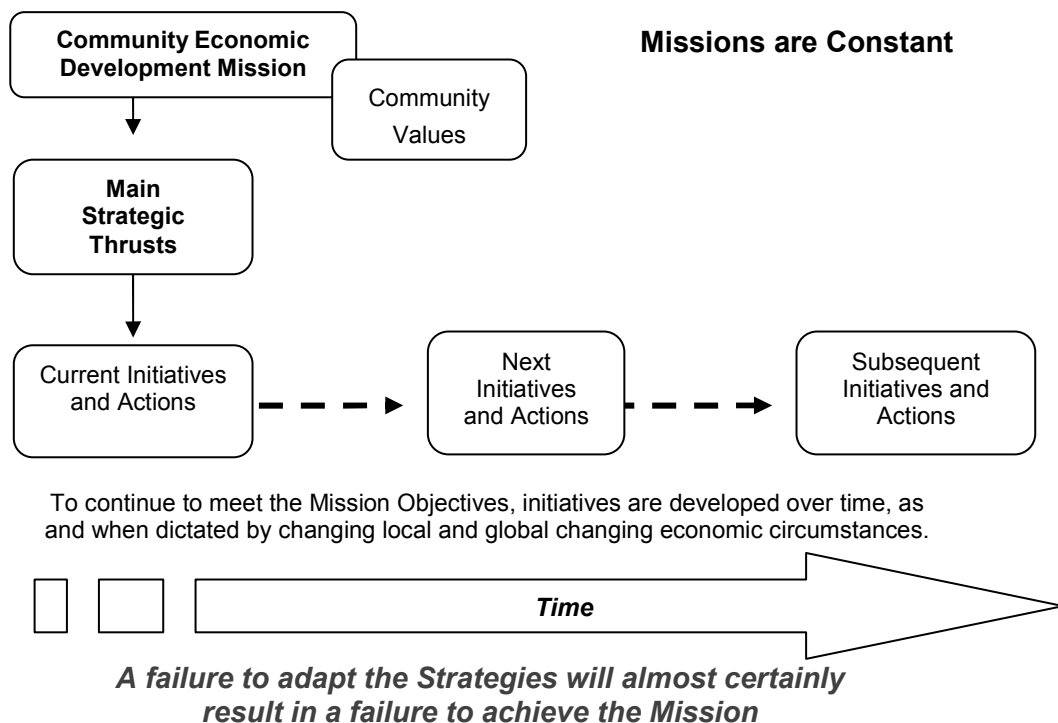 Community Economic
Development Mission
Missions are Constant
Community
Values
Main
Strategic
Thrusts
Current Initiatives
and Actions
Next
Initiatives
and Actions
Subsequent
Initiatives and
Actions
To continue to meet the Mission Objectives, initiatives are developed over time, as
and when dictated by changing local and global changing economic circumstances.
Time
A failure to adapt the Strategies will almost certainly
result in a failure to achieve the Mission